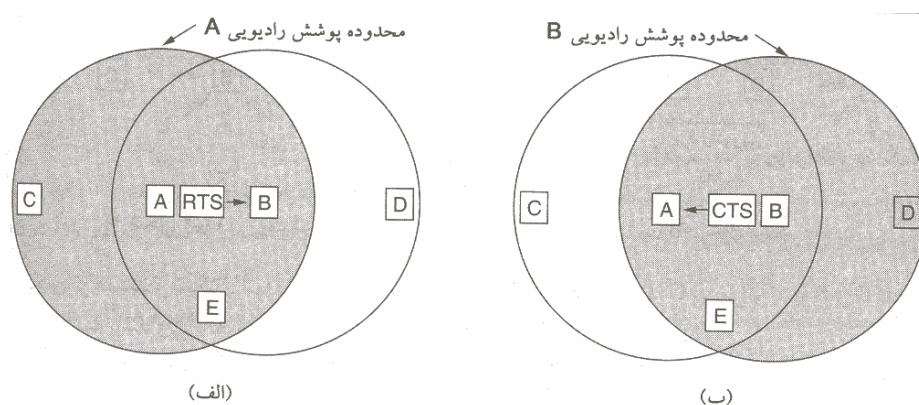 محدوده پوشش رادیویی A
محدوده پوشش رادیویی B
C
A RTS B
D
E
C
A CTS B
D
E
(الف)
(ب)